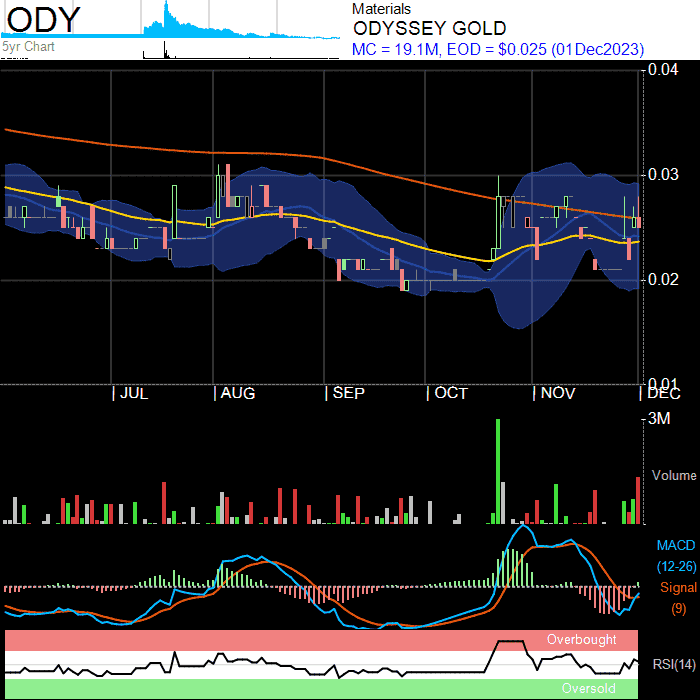 ODY
5yr Chart
Materials
ODYSSEY GOLD
MC = 19.1M, EOD = $0.025 (01Dec2023)
0.04
0.03
0.02
0.01
JUL
AUG
SEP
OCT
NOV
DEC
3M
Volume
MACD
(12-26)
Signal
(9)
Overbought
RSI(14)
Oversold